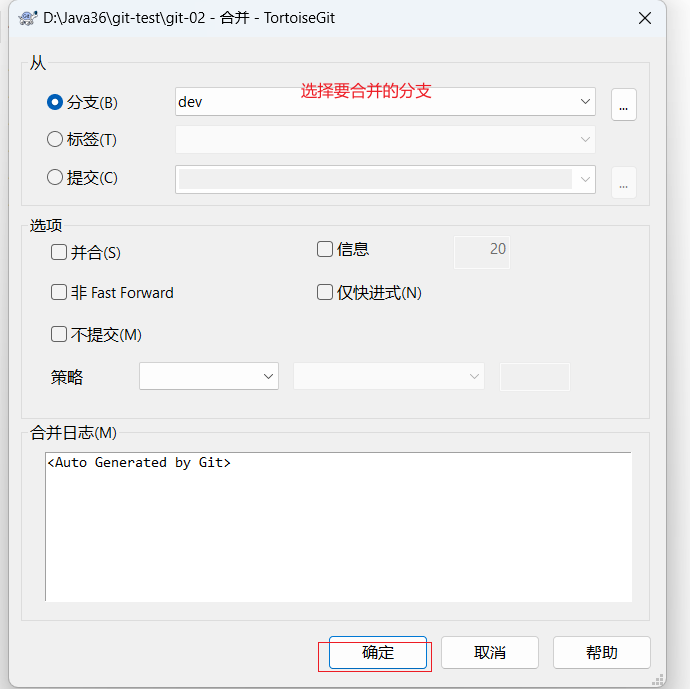 D:\Java36\git-test\git-02 - 合并 - TortoiseGit
从
选择要合并的分支
分支(B)
dev
...
标签(T)
提交(C)
...
选项
并合(S)
信息
20
非 Fast Forward
仅快进式(N)
不提交(M)
策略
合并日志(M)
<Auto Generated by Git>
确定
取消
帮助